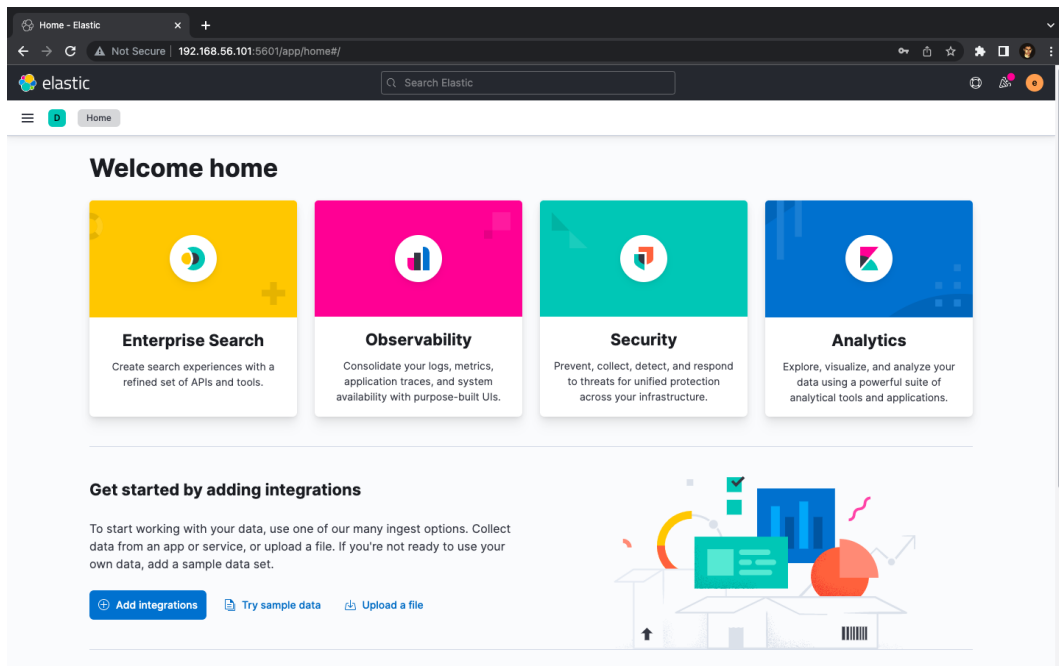 Home - Elastic
Not Secure | 192.168.56.101:5601/app/home#/
elastic
Search Elastic
e
D
Home
Welcome home
Enterprise Search
Create search experiences with a
refined set of APIs and tools.
Observability
Consolidate your logs, metrics,
application traces, and system
availability with purpose-built UIs.
Security
Prevent, collect, detect, and respond
to threats for unified protection
across your infrastructure.
Analytics
Explore, visualize, and analyze your
data using a powerful suite of
analytical tools and applications.
Get started by adding integrations
To start working with your data, use one of our many ingest options. Collect
data from an app or service, or upload a file. If you're not ready to use your
own data, add a sample data set.
Add integrations
Try sample data
Upload a file